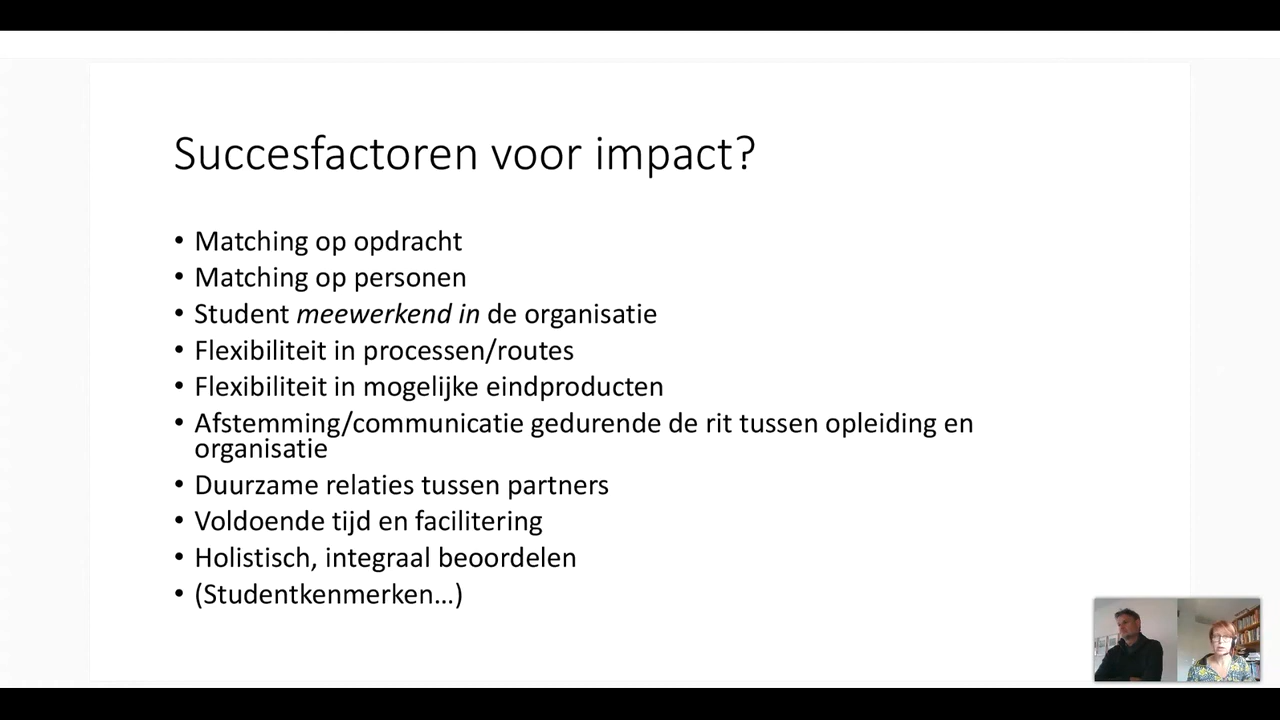 Succesfactoren voor impact?
• Matching op opdracht
• Matching op personen
• Student meewerkend in de organisatie
• Flexibiliteit in processen/routes
• Flexibiliteit in mogelijke eindproducten
• Afstemming/communicatie gedurende de rit tussen opleiding en
organisatie
• Duurzame relaties tussen partners
• Voldoende tijd en facilitering
• Holistisch, integraal beoordelen
• (Studentkenmerken…)